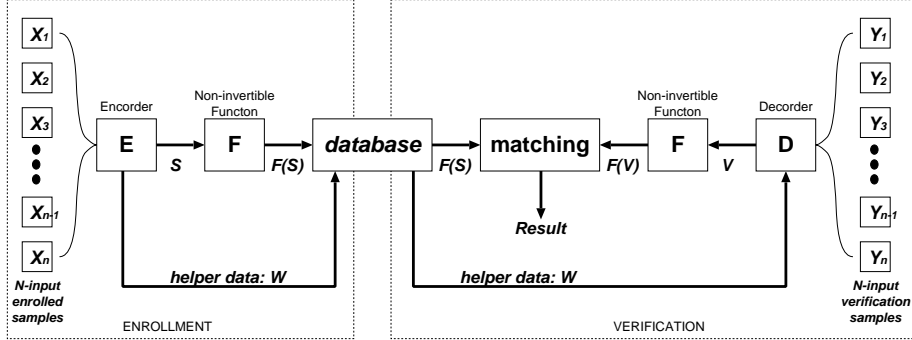 X1
X2
X3
Xn-1
Xn
N-input
enrolled
samples
Encorder
E
S
Non-invertible
Functon
F
F(S)
database
helper data: W
ENROLLMENT
F(S)
matching
Result
F(V)
Non-invertible
Functon
F
V
Decorder
D
helper data: W
VERIFICATION
Y1
Y2
Y3
Yn-1
Yn
N-input
verification
samples